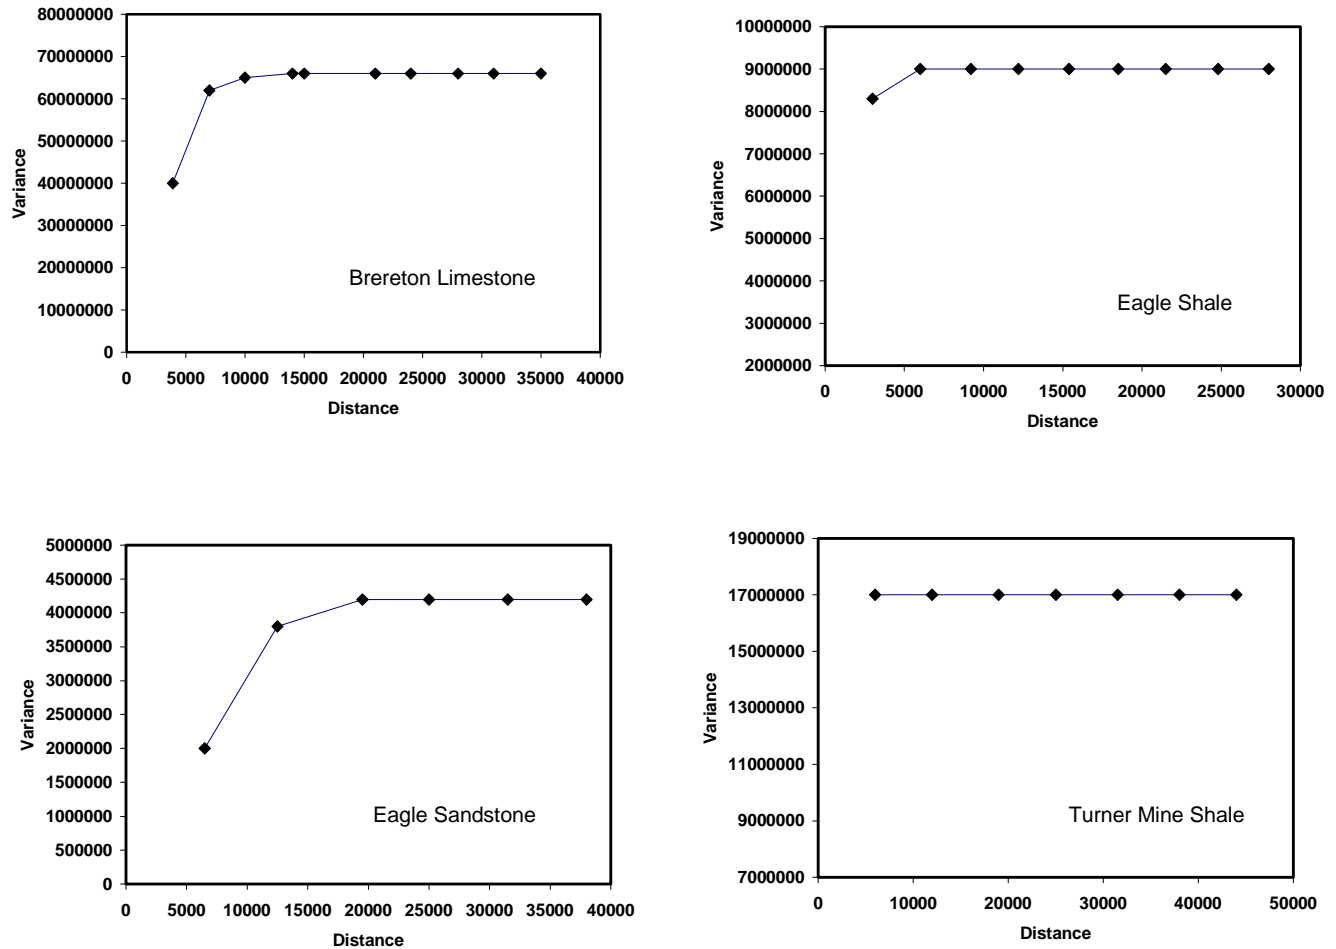 80000000
70000000
60000000
50000000
40000000
30000000
20000000
10000000
0
Variance
Brereton Limestone
0 5000 10000 15000 20000 25000 30000 35000 40000
Distance
10000000
9000000
8000000
7000000
6000000
5000000
4000000
3000000
2000000
Variance
Eagle Shale
0 5000 10000 15000 20000 25000 30000
Distance
5000000
4500000
4000000
3500000
3000000
2500000
2000000
1500000
1000000
500000
0
Variance
Eagle Sandstone
0 5000 10000 15000 20000 25000 30000 35000 40000
Distance
19000000
17000000
15000000
13000000
11000000
9000000
7000000
Variance
Turner Mine Shale
0 10000 20000 30000 40000 50000
Distance